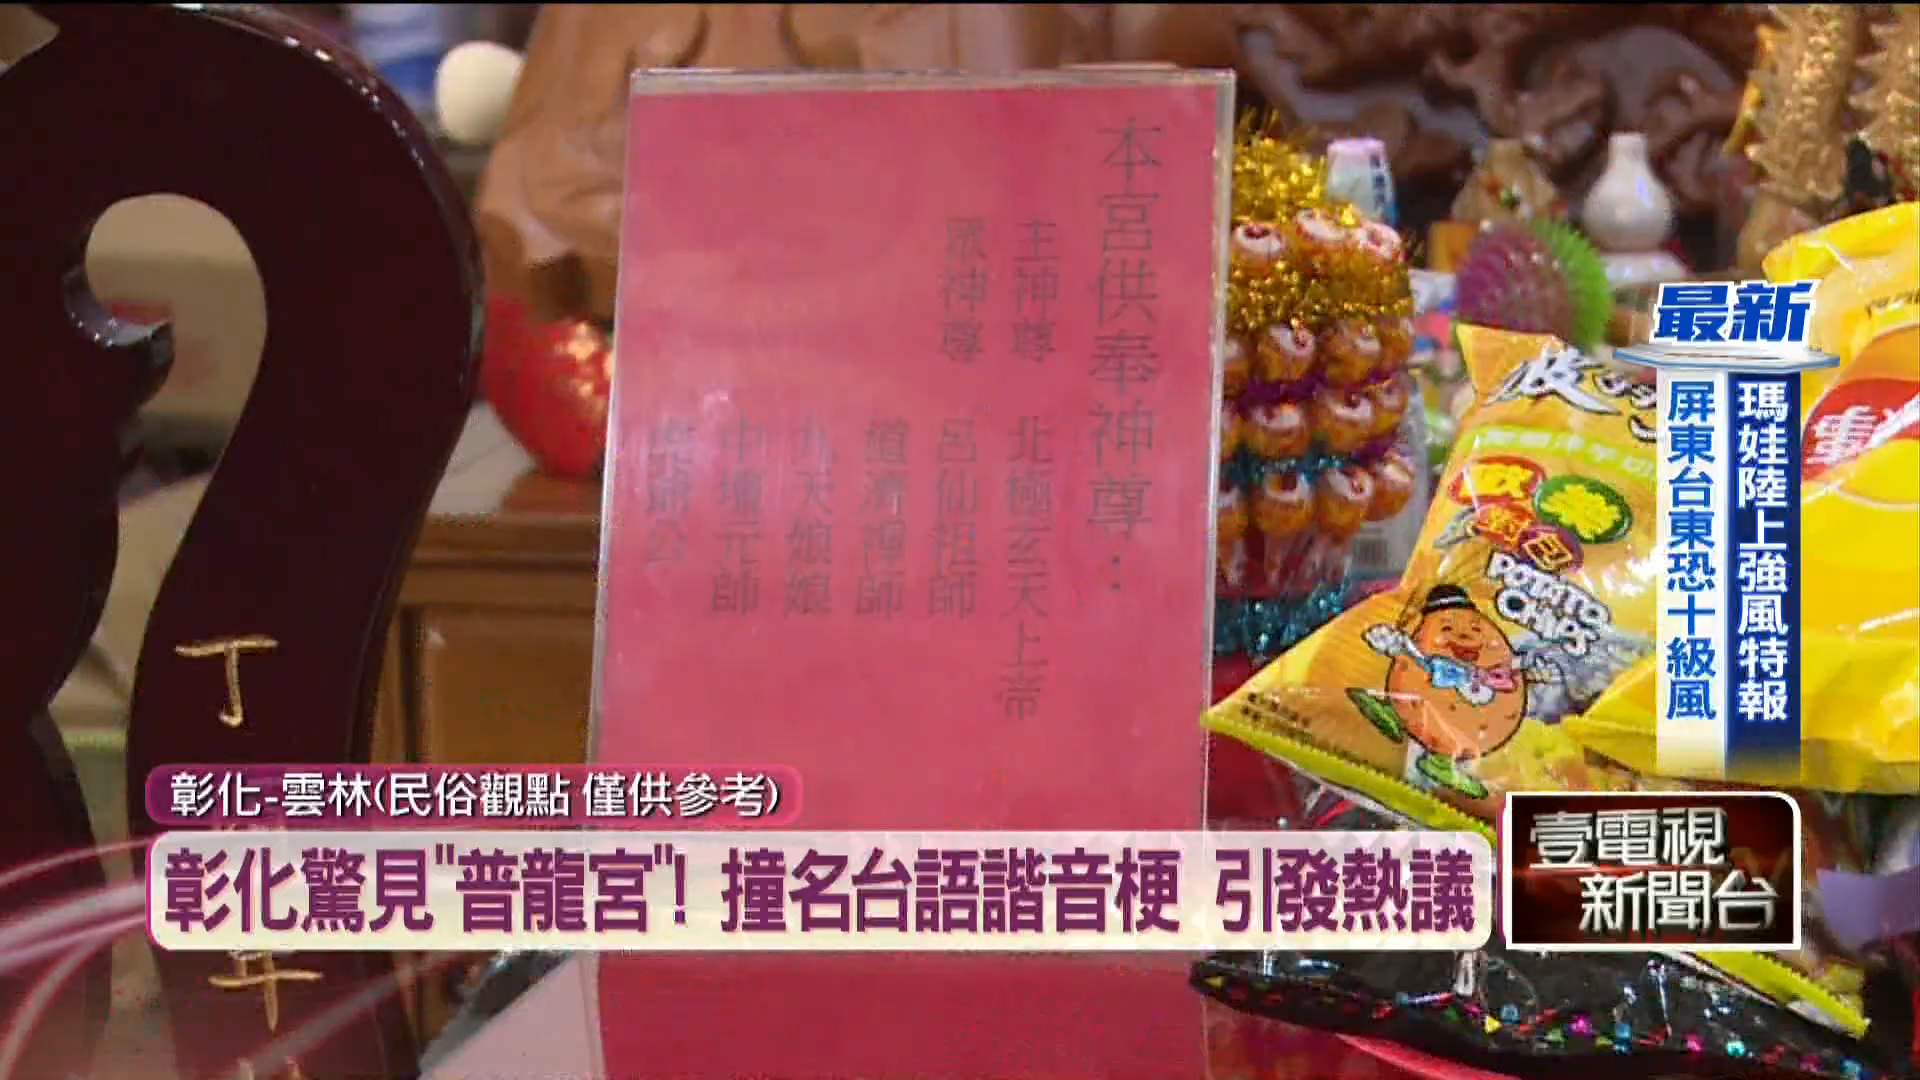 本宮供奉神尊：
主神尊 北極玄天上帝
眾神尊 呂仙祖師
道濟禪師
九天娘娘
中壇元帥
公
丁
POTATO
CHIPS
最新
瑪娃陸上強風特報
屏東台東恐十級風
彰化-雲林(民俗觀點 僅供參考)
彰化驚見"普龍宮"! 撞名台語諧音梗 引發熱議
壹電視
新聞台